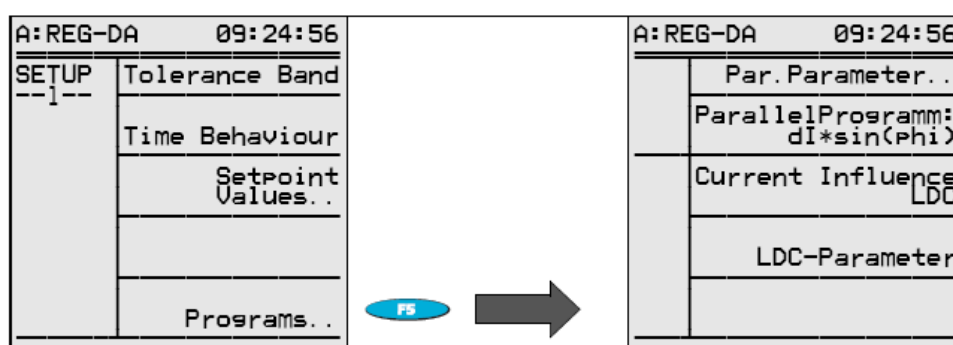 A:REG-DA 09:24:56
SETUP
--1--
Tolerance Band
Time Behaviour
Setpoint
Values..
Programs..
F5
A:REG-DA 09:24:56
Par.Parameter..
ParallelProgramm:
dI*sin(phi)
Current Influence
LDC
LDC-Parameter